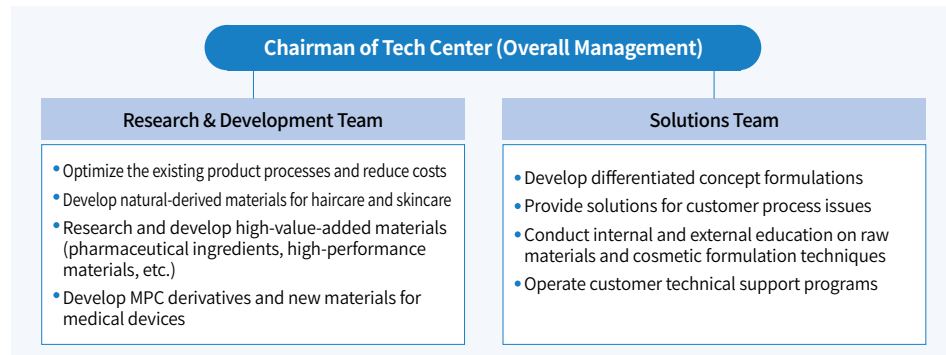 Chairman of Tech Center (Overall Management)
Research & Development Team
• Optimize the existing product processes and reduce costs
• Develop natural-derived materials for haircare and skincare
• Research and develop high-value-added materials
(pharmaceutical ingredients, high-performance
materials, etc.)
• Develop MPC derivatives and new materials for
medical devices
Solutions Team
• Develop differentiated concept formulations
• Provide solutions for customer process issues
• Conduct internal and external education on raw
materials and cosmetic formulation techniques
• Operate customer technical support programs